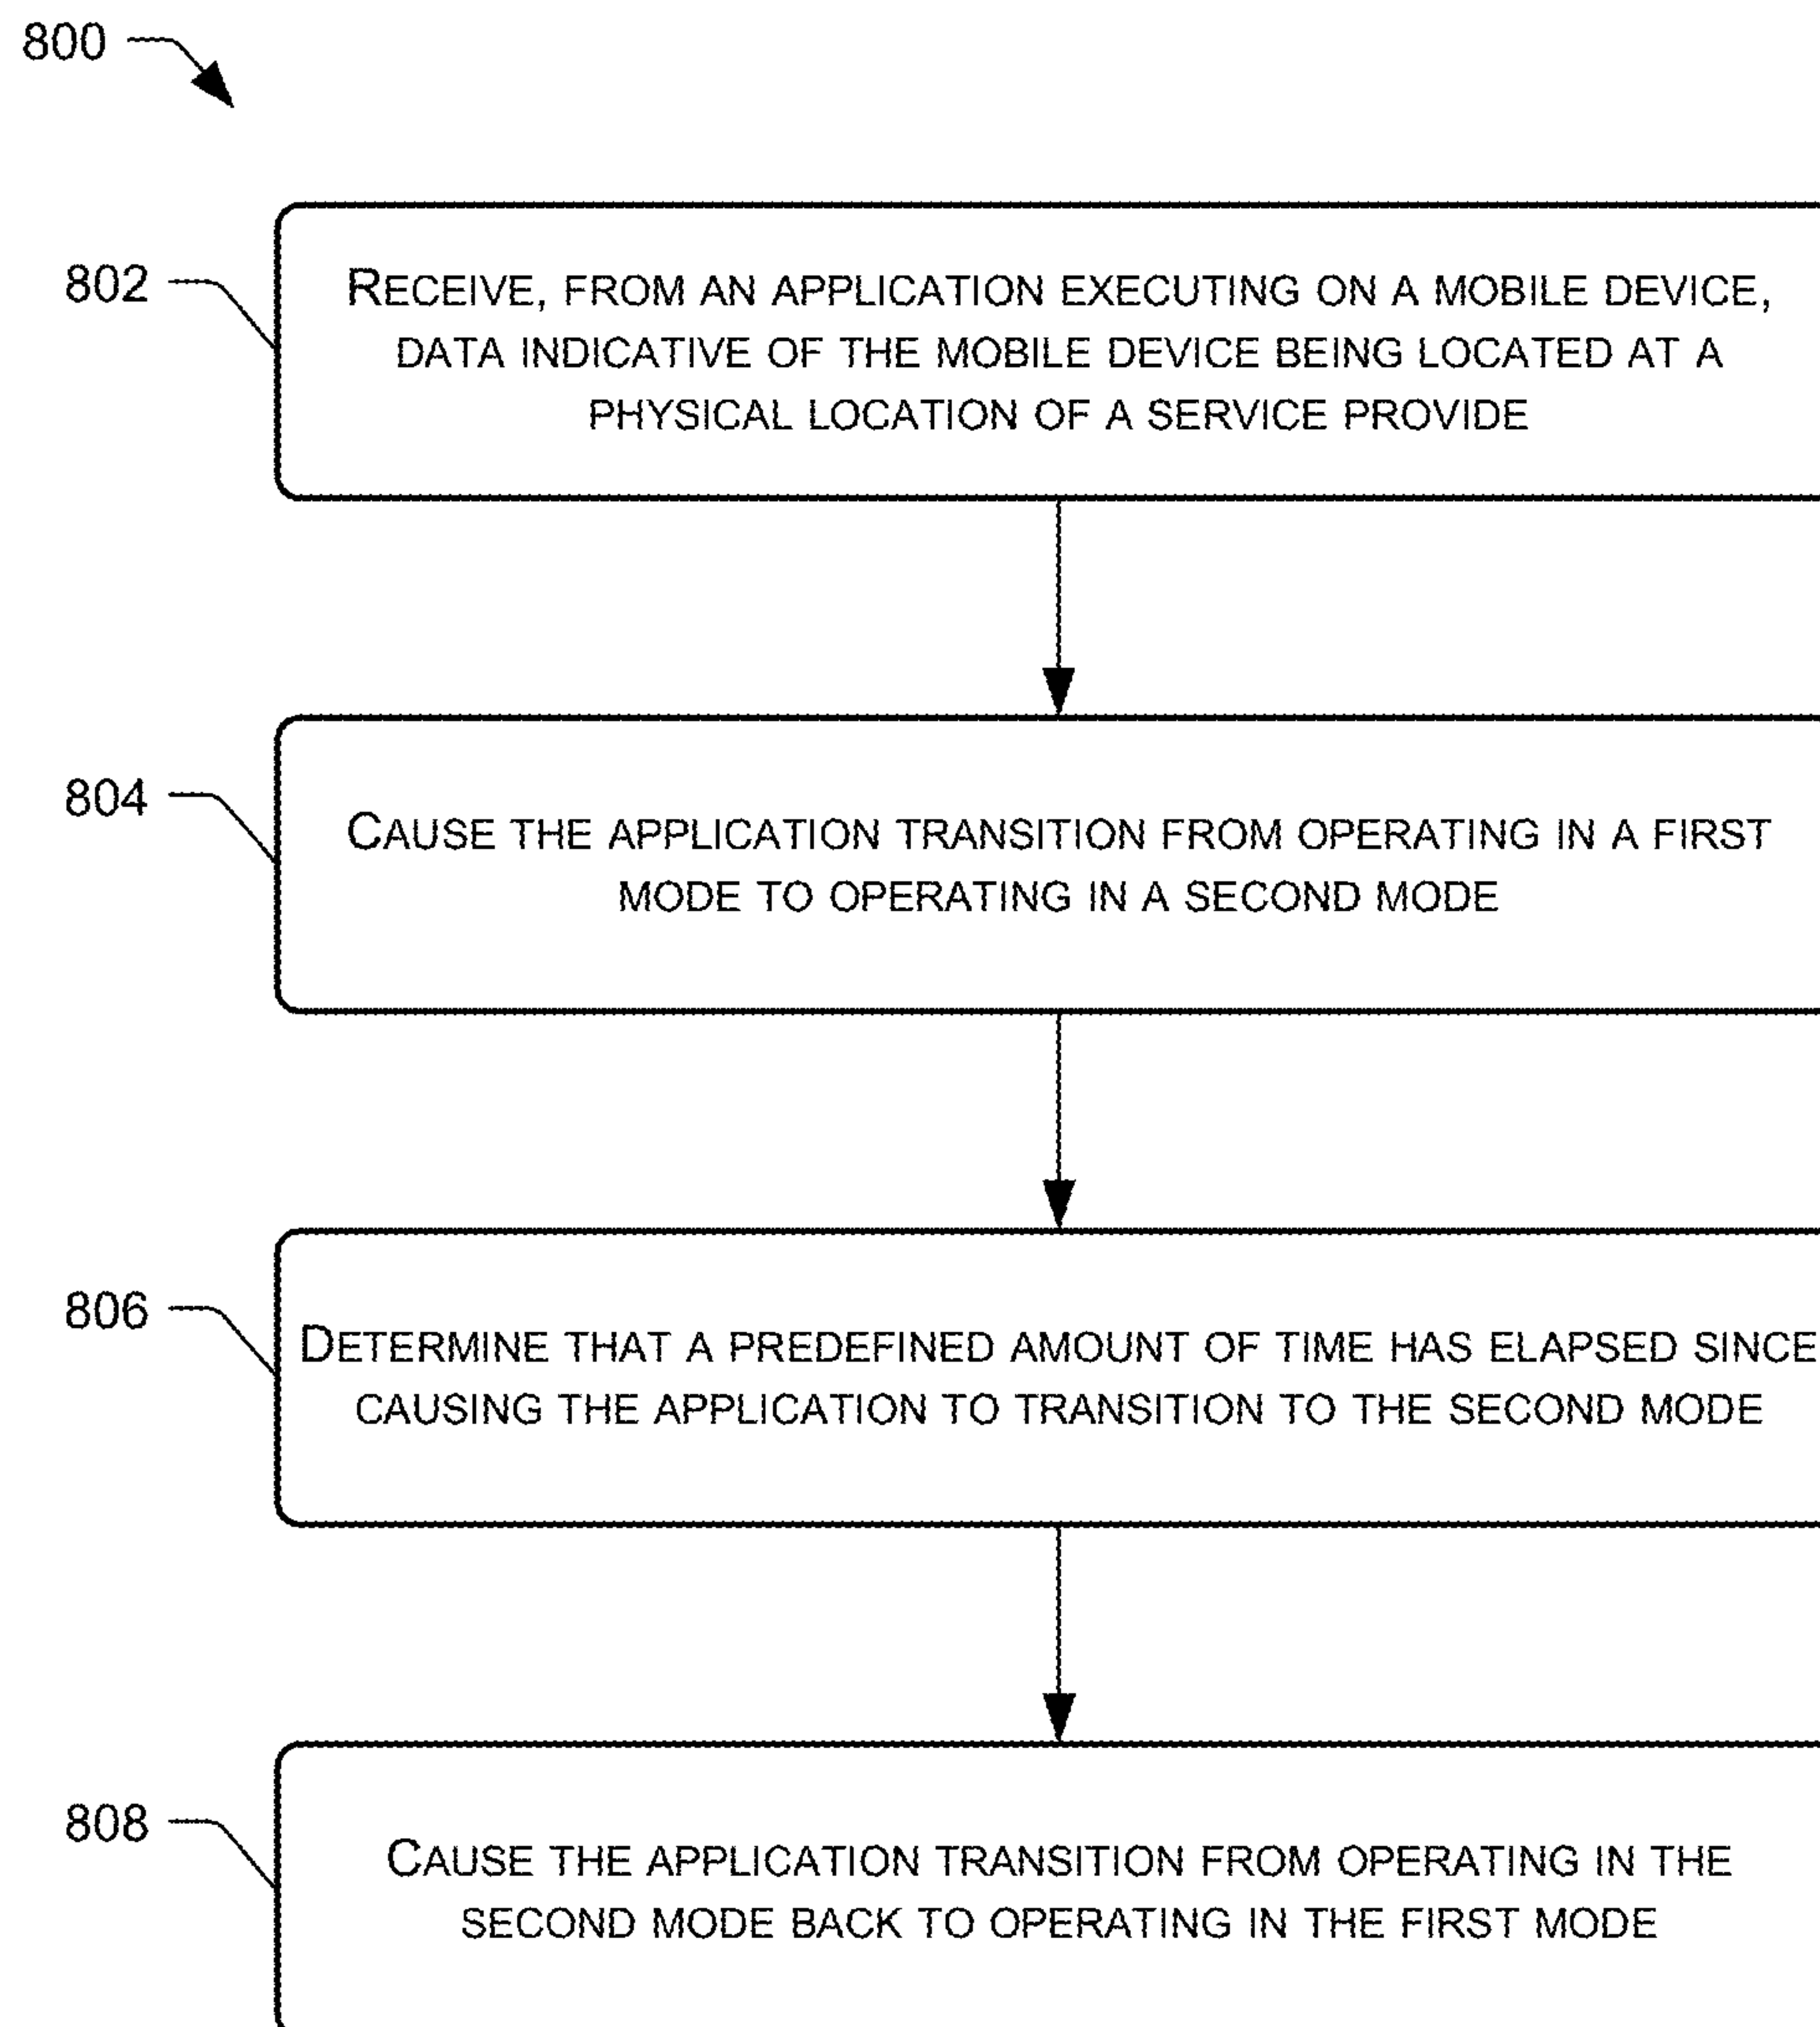 800
802
RECEIVE, FROM AN APPLICATION EXECUTING ON A MOBILE DEVICE,
DATA INDICATIVE OF THE MOBILE DEVICE BEING LOCATED AT A
PHYSICAL LOCATION OF A SERVICE PROVIDE
804
CAUSE THE APPLICATION TRANSITION FROM OPERATING IN A FIRST
MODE TO OPERATING IN A SECOND MODE
806
DETERMINE THAT A PREDEFINED AMOUNT OF TIME HAS ELAPSED SINCE
CAUSING THE APPLICATION TO TRANSITION TO THE SECOND MODE
808
CAUSE THE APPLICATION TRANSITION FROM OPERATING IN THE
SECOND MODE BACK TO OPERATING IN THE FIRST MODE